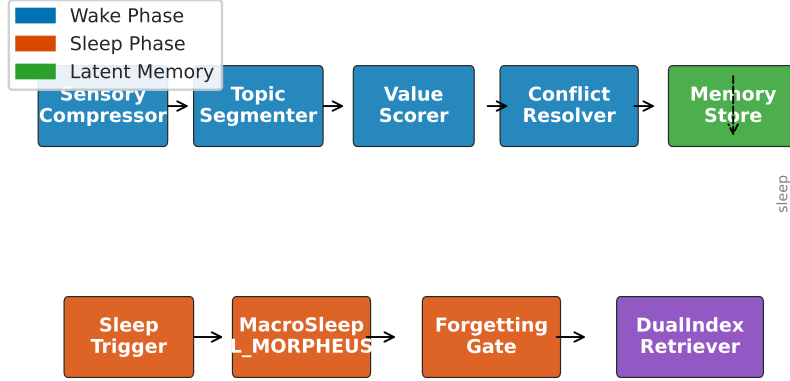 Wake Phase
Sleep Phase
Latent Memory
Sensory
Compressor
Topic
Segmenter
Value
Scorer
Conflict
Resolver
Memory
Store
sleep
Sleep
Trigger
MacroSleep
L_MORPHEUS
Forgetting
Gate
DualIndex
Retriever